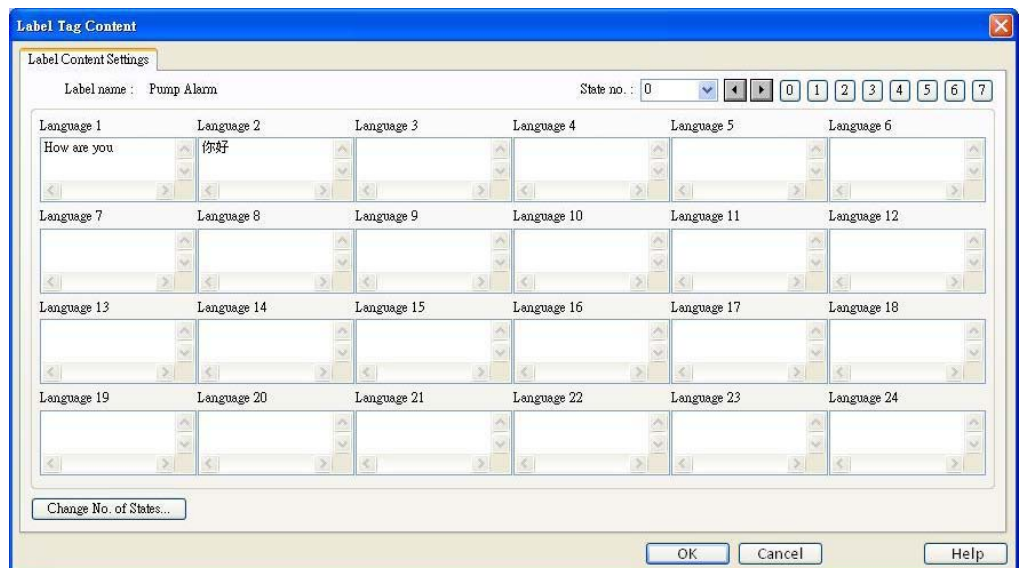 Label Tag Content
Label Content Settings
Label name : Pump Alarm State no. : 0 0 1 2 3 4 5 6 7
Language 1 Language 2 Language 3 Language 4 Language 5 Language 6
How are you 你好
Language 7 Language 8 Language 9 Language 10 Language 11 Language 12
Language 13 Language 14 Language 15 Language 16 Language 17 Language 18
Language 19 Language 20 Language 21 Language 22 Language 23 Language 24
Change No. of States...
OK Cancel Help